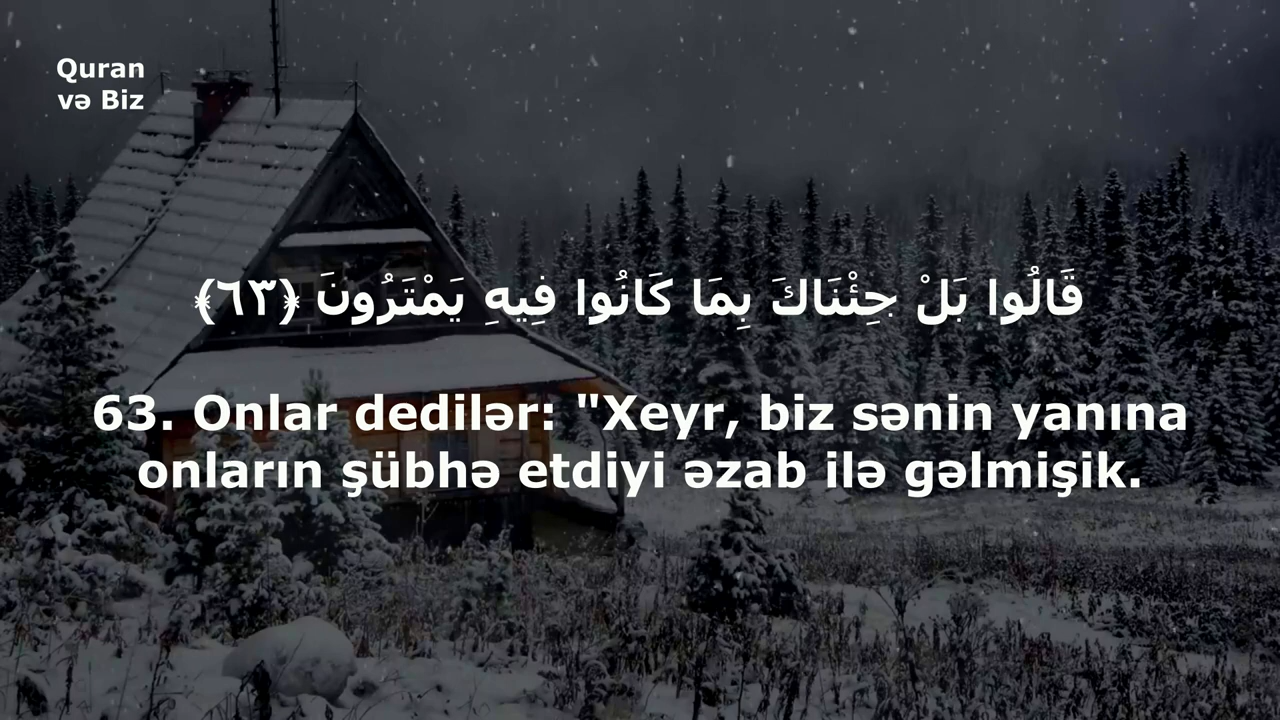 Quran
və Biz
قَالُوا بَلْ جِئْنَاكَ بِمَا كَانُوا فِيهِ يَمْتَرُونَ ﴿٦٣﴾
63. Onlar dedilər: "Xeyr, biz sənin yanına
onların şübhə etdiyi əzab ilə gəlmişik.